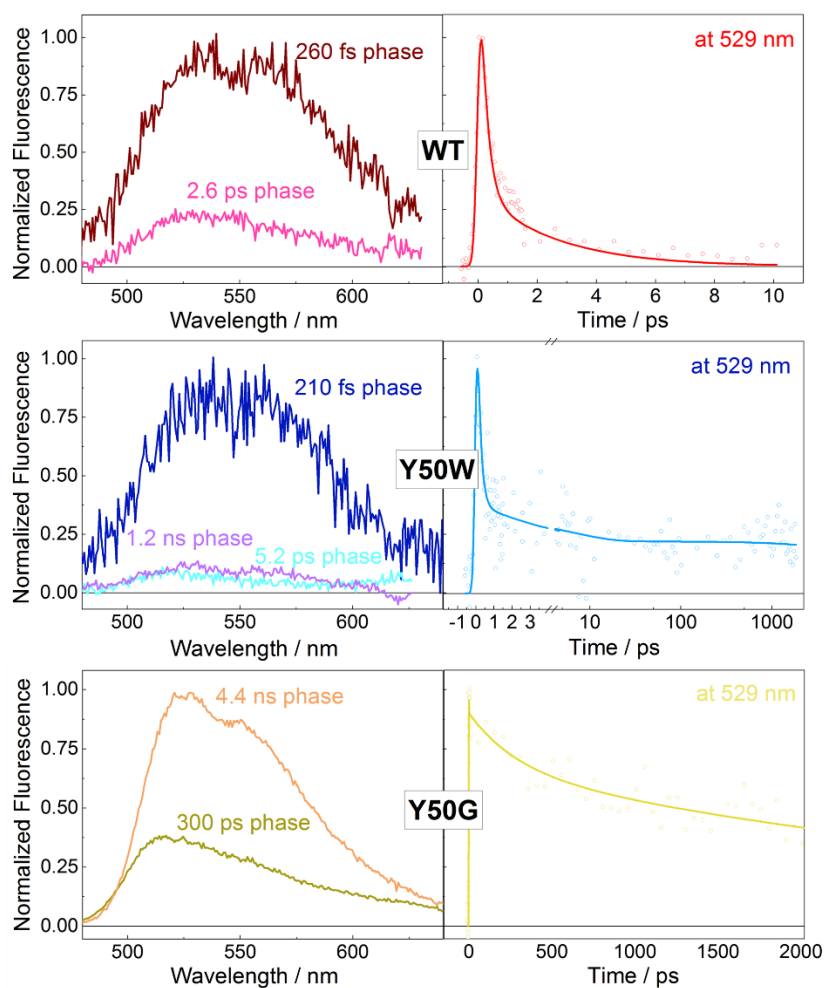 Normalized Fluorescence
1.00
0.75
0.50
0.25
0.00
260 fs phase
2.6 ps phase
500
550
600
Wavelength / nm
WT
at 529 nm
0
2
4
6
8
10
Time / ps
Normalized Fluorescence
1.00
0.75
0.50
0.25
0.00
210 fs phase
1.2 ns phase
5.2 ps phase
500
550
600
Wavelength / nm
Y50W
at 529 nm
//
-1 0 1 2 3 // 10 100 1000
Time / ps
Normalized Fluorescence
1.00
0.75
0.50
0.25
0.00
4.4 ns phase
300 ps phase
500
550
600
Wavelength / nm
Y50G
at 529 nm
0
500
1000
1500
2000
Time / ps